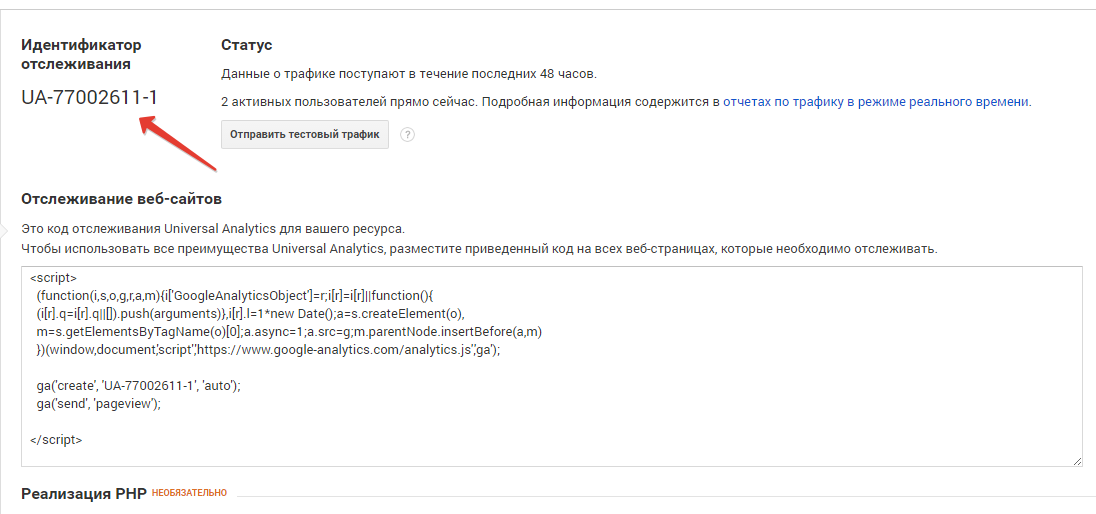 Идентификатор
отслеживания
UA-77002611-1
Статус
Данные о трафике поступают в течение последних 48 часов.
2 активных пользователей прямо сейчас. Подробная информация содержится в отчетах по трафику в режиме реального времени.
Отправить тестовый трафик ?
Отслеживание веб-сайтов
Это код отслеживания Universal Analytics для вашего ресурса.
Чтобы использовать все преимущества Universal Analytics, разместите приведенный код на всех веб-страницах, которые необходимо отслеживать.
<script>
(function(i,s,o,g,r,a,m){i['GoogleAnalyticsObject']=r;i[r]=i[r]||function(){
(i[r].q=i[r].q||[]).push(arguments)},i[r].l=1*new Date();a=s.createElement(o),
m=s.getElementsByTagName(o)[0];a.async=1;a.src=g;m.parentNode.insertBefore(a,m)
})(window,document,'script','https://www.google-analytics.com/analytics.js','ga');
ga('create', 'UA-77002611-1', 'auto');
ga('send', 'pageview');
</script>
Реализация PHP НЕОБЯЗАТЕЛЬНО